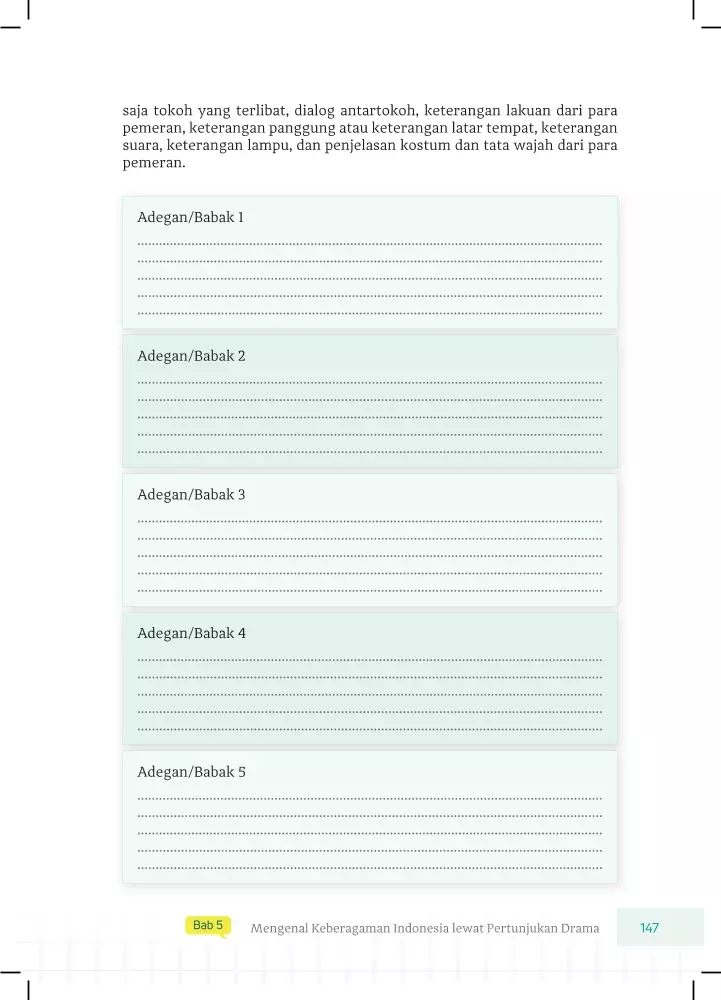 saja tokoh yang terlibat, dialog antartokoh, keterangan lakuan dari para
pemeran, keterangan panggung atau keterangan latar tempat, keterangan
suara, keterangan lampu, dan penjelasan kostum dan tata wajah dari para
pemeran.
Adegan/Babak 1
Adegan/Babak 2
Adegan/Babak 3
Adegan/Babak 4
Adegan/Babak 5
Bab 5 Mengenal Keberagaman Indonesia lewat Pertunjukan Drama 147